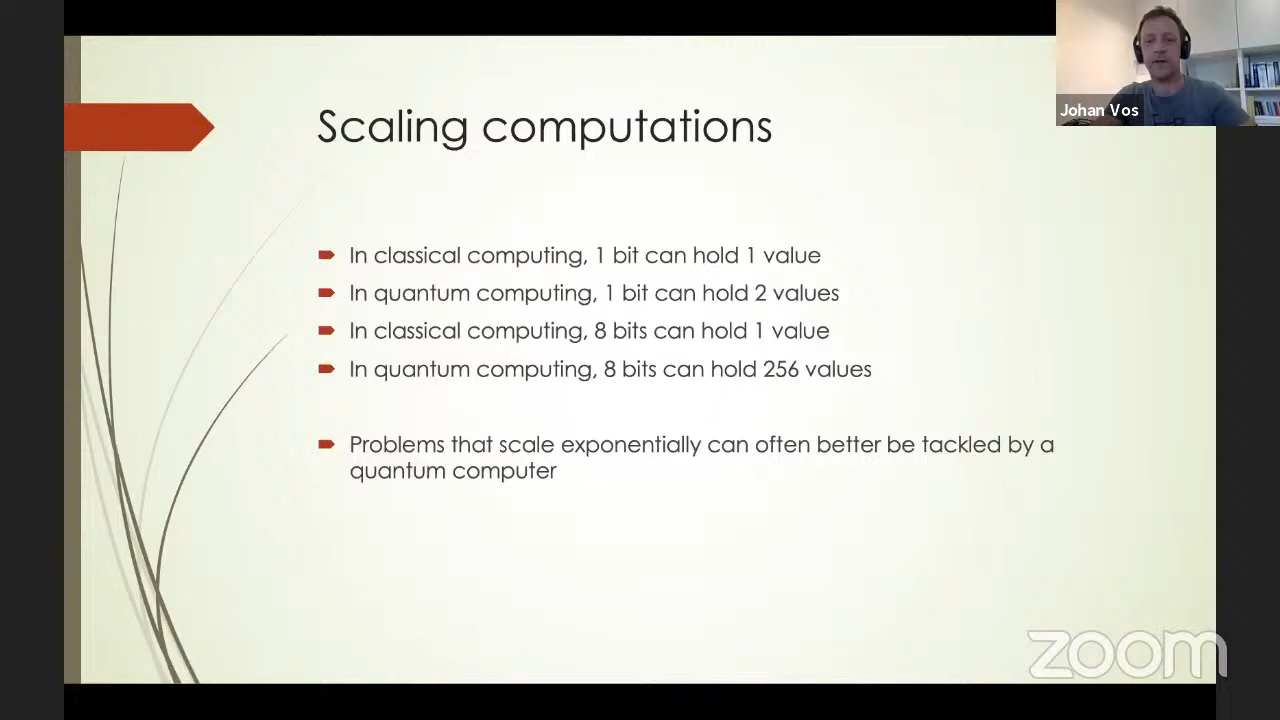 Johan Vos
Scaling computations
In classical computing, 1 bit can hold 1 value
In quantum computing, 1 bit can hold 2 values
In classical computing, 8 bits can hold 1 value
In quantum computing, 8 bits can hold 256 values
Problems that scale exponentially can often better be tackled by a
quantum computer
zoom